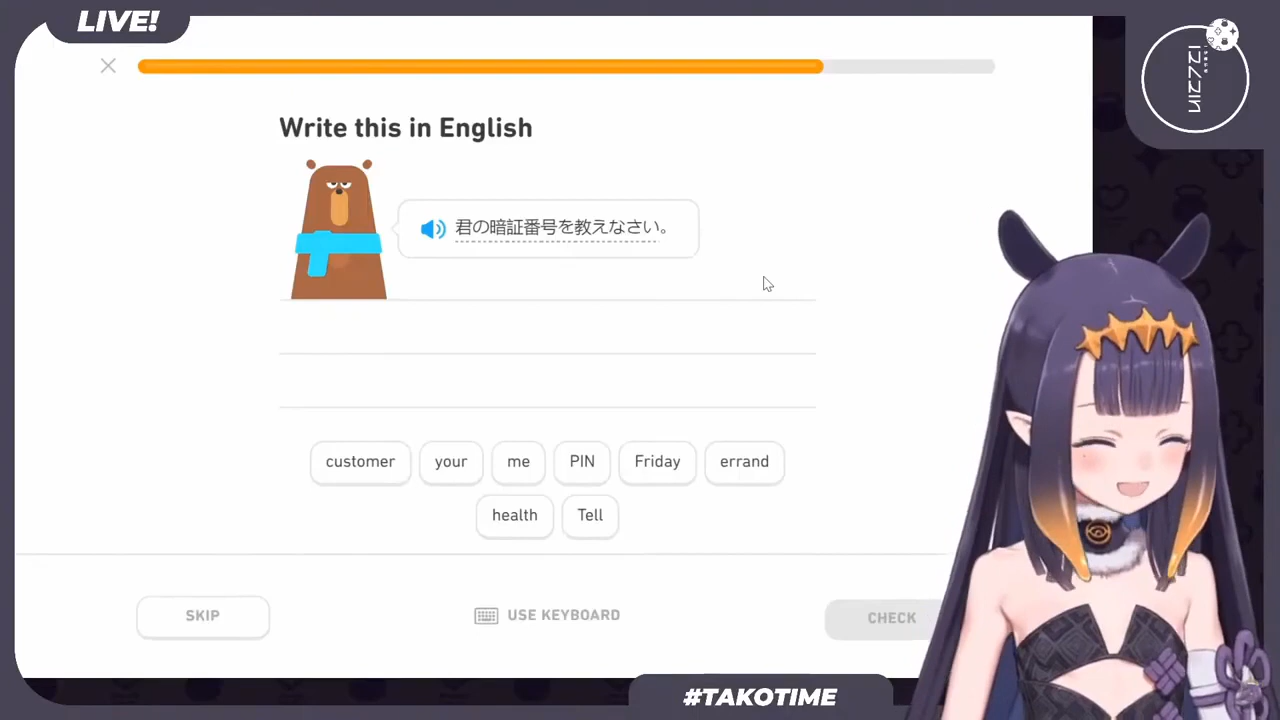 LIVE!
Write this in English
君の暗証番号を教えなさい。
customer
your
me
PIN
Friday
errand
health
Tell
SKIP
USE KEYBOARD
CHECK
#TAKOTIME